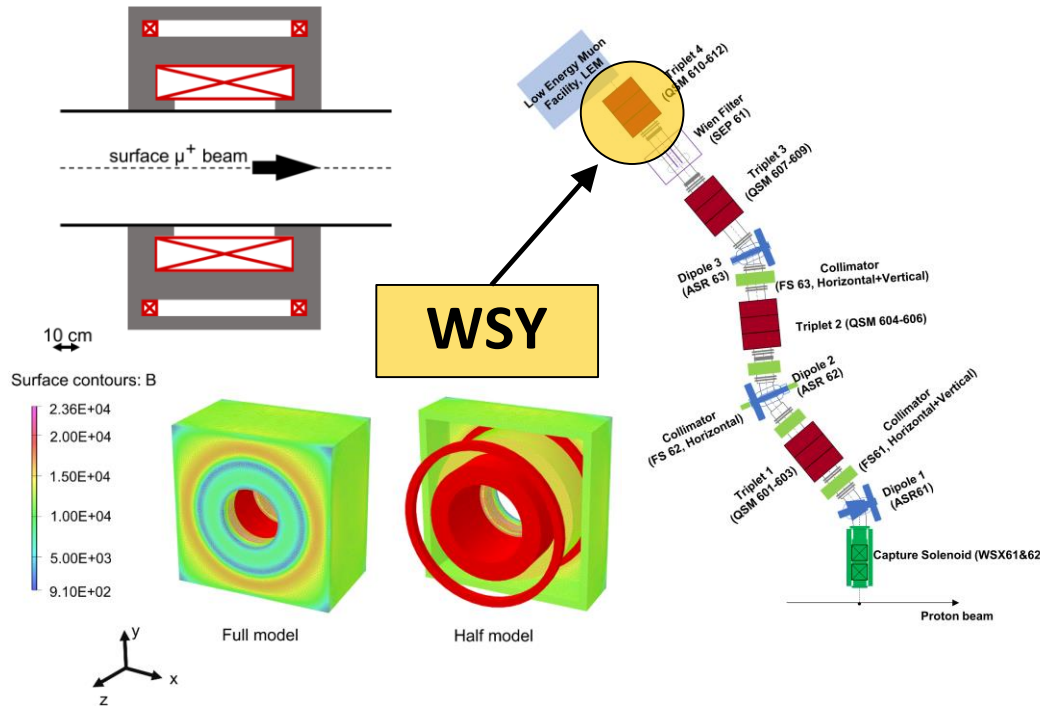 surface μ⁺ beam
10 cm
Surface contours: B
2.36E+04
2.00E+04
1.50E+04
1.00E+04
5.00E+03
9.10E+02
Full model
Half model
y
x
z
WSY
Low Energy Muon
Facility, LEM
Triplet 4
(QSM 610-612)
Wien Filter
(SEP 61)
Triplet 3
(QSM 607-609)
Dipole 3
(ASR 63)
Collimator
(FS 63, Horizontal+Vertical)
Triplet 2 (QSM 604-606)
Dipole 2
(ASR 62)
Collimator
(FS 62, Horizontal)
Collimator
(FS61, Horizontal+Vertical)
Triplet 1
(QSM 601-603)
Dipole 1
(ASR61)
Capture Solenoid (WSX61&62
Proton beam